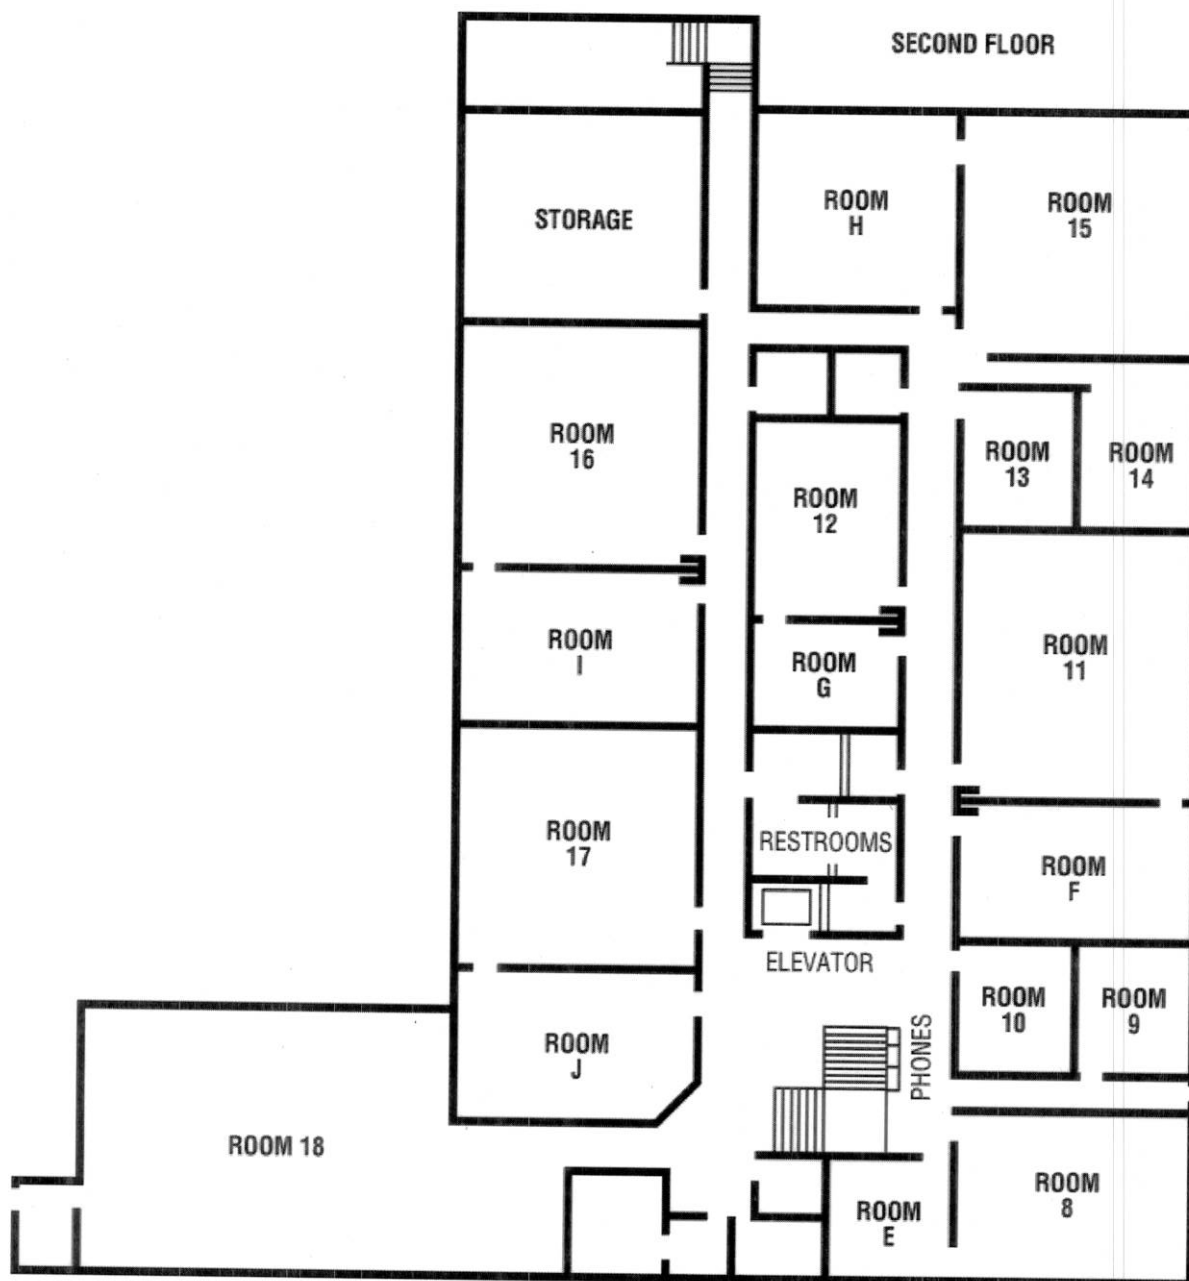 SECOND FLOOR
ROOM
H
ROOM
15
STORAGE
ROOM
16
ROOM
12
ROOM
13
ROOM
14
ROOM
I
ROOM
G
ROOM
11
ROOM
17
RESTROOMS
ROOM
F
ELEVATOR
ROOM
10
ROOM
9
ROOM
J
PHONES
ROOM 18
ROOM
E
ROOM
8